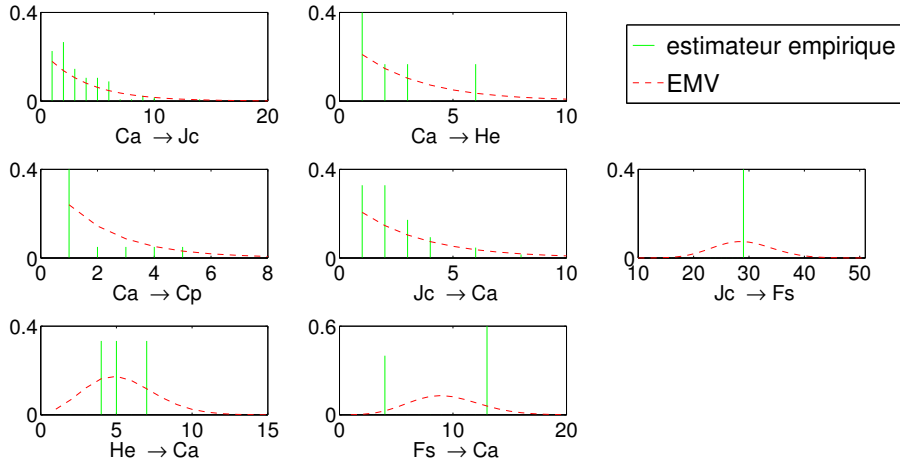 0.4
0
0 10 20
Ca → Jc
0.4
0
0 5 10
Ca → He
estimateur empirique
EMV
0.4
0
0 2 4 6 8
Ca → Cp
0.4
0
0 5 10
Jc → Ca
0.4
0
10 20 30 40 50
Jc → Fs
0.4
0
0 5 10 15
He → Ca
0.6
0
0 10 20
Fs → Ca